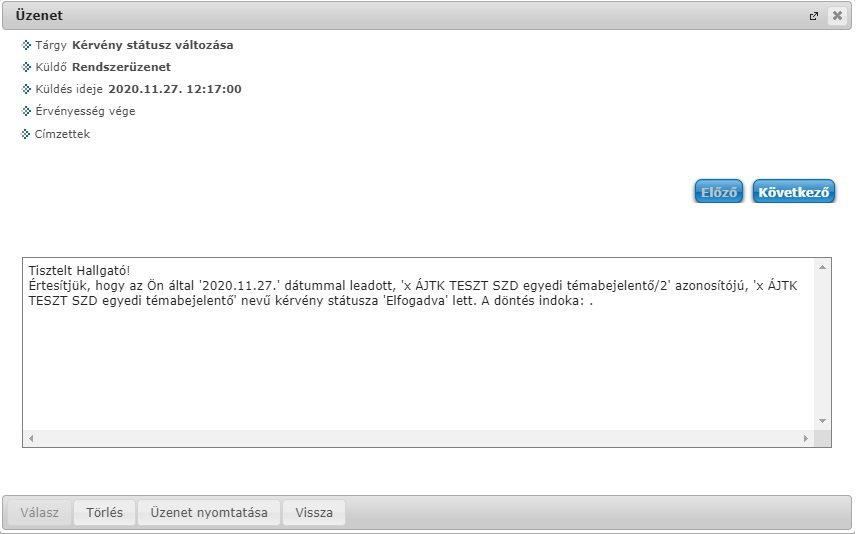 Üzenet
Tárgy Kérvény státusz változása
Küldő Rendszerüzenet
Küldés ideje 2020.11.27. 12:17:00
Érvényesség vége
Címzettek
Előző Következő
Tisztelt Hallgató!
Értesítjük, hogy az Ön által '2020.11.27.' dátummal leadott, 'x ÁJTK TESZT SZD egyedi témabejelentő/2' azonosítójú, 'x ÁJTK
TESZT SZD egyedi témabejelentő' nevű kérvény státusza 'Elfogadva' lett. A döntés indoka: .
Válasz Törlés Üzenet nyomtatása Vissza